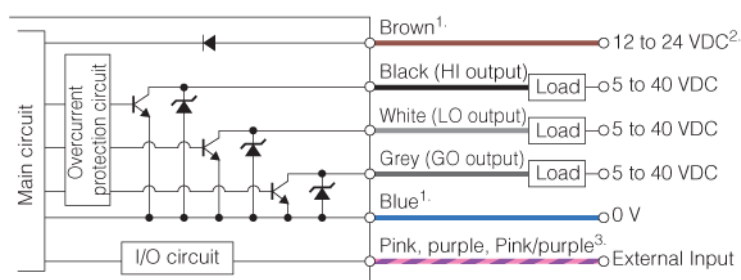 Brown1.
12 to 24 VDC2.
Black (HI output)
Load
5 to 40 VDC
White (LO output)
Load
5 to 40 VDC
Grey (GO output)
Load
5 to 40 VDC
Blue1.
0 V
Pink, purple, Pink/purple3.
External Input
Main circuit
Overcurrent
protection circuit
I/O circuit